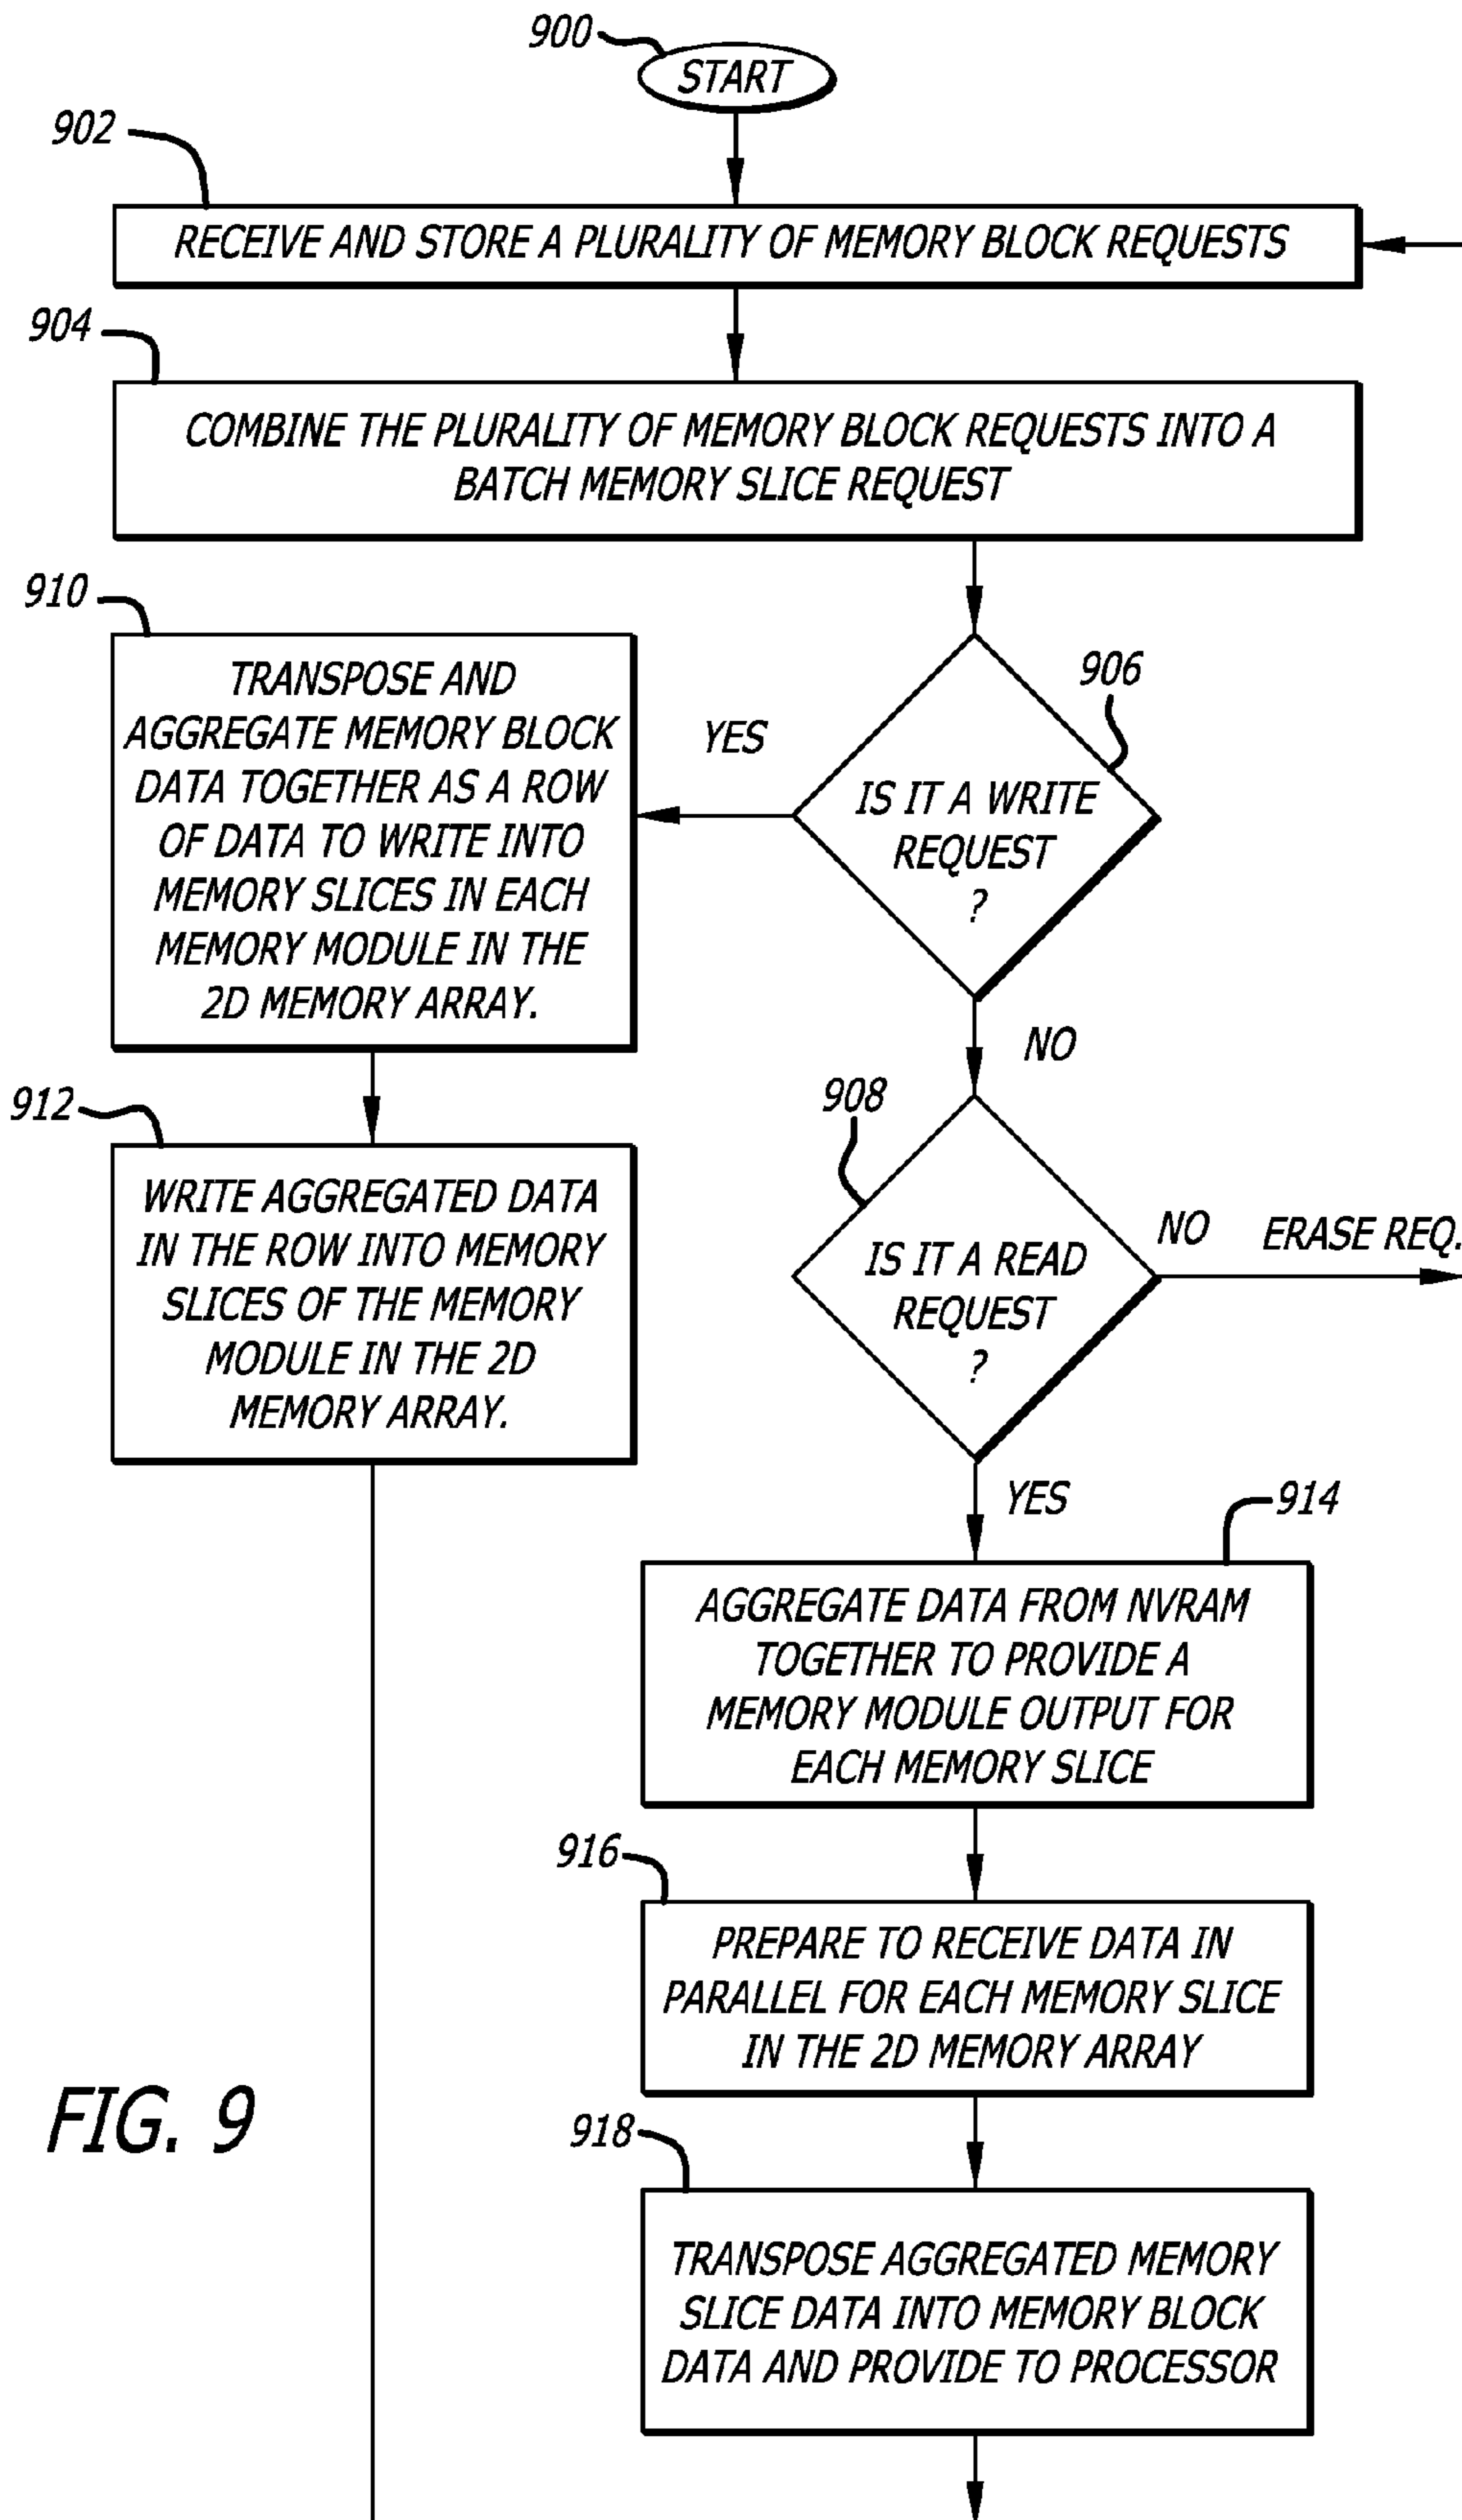 900
START
902
RECEIVE AND STORE A PLURALITY OF MEMORY BLOCK REQUESTS
904
COMBINE THE PLURALITY OF MEMORY BLOCK REQUESTS INTO A
BATCH MEMORY SLICE REQUEST
910
TRANSPOSE AND
AGGREGATE MEMORY BLOCK
DATA TOGETHER AS A ROW
OF DATA TO WRITE INTO
MEMORY SLICES IN EACH
MEMORY MODULE IN THE
2D MEMORY ARRAY.
YES
906
IS IT A WRITE
REQUEST
?
NO
912
WRITE AGGREGATED DATA
IN THE ROW INTO MEMORY
SLICES OF THE MEMORY
MODULE IN THE 2D
MEMORY ARRAY.
908
IS IT A READ
REQUEST
?
NO
ERASE REQ.
YES
914
AGGREGATE DATA FROM NVRAM
TOGETHER TO PROVIDE A
MEMORY MODULE OUTPUT FOR
EACH MEMORY SLICE
916
PREPARE TO RECEIVE DATA IN
PARALLEL FOR EACH MEMORY SLICE
IN THE 2D MEMORY ARRAY
FIG. 9
918
TRANSPOSE AGGREGATED MEMORY
SLICE DATA INTO MEMORY BLOCK
DATA AND PROVIDE TO PROCESSOR